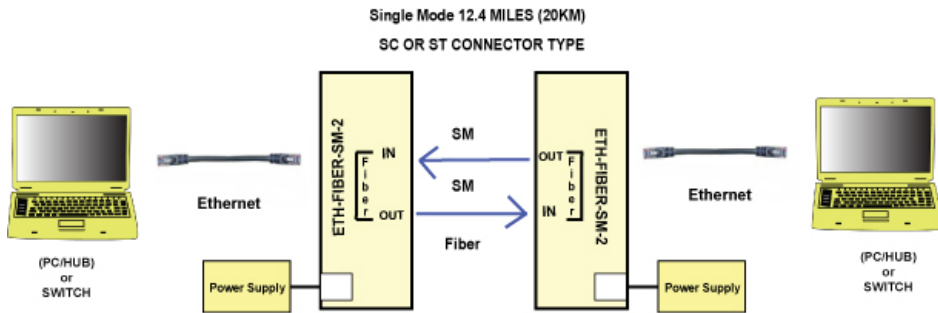 Single Mode 12.4 MILES (20KM)
SC OR ST CONNECTOR TYPE
Ethernet
(PC/HUB)
or
SWITCH
ETH-FIBER-SM-2
Fiber
IN
OUT
Power Supply
SM
SM
Fiber
OUT
IN
Fiber
ETH-FIBER-SM-2
Power Supply
Ethernet
(PC/HUB)
or
SWITCH